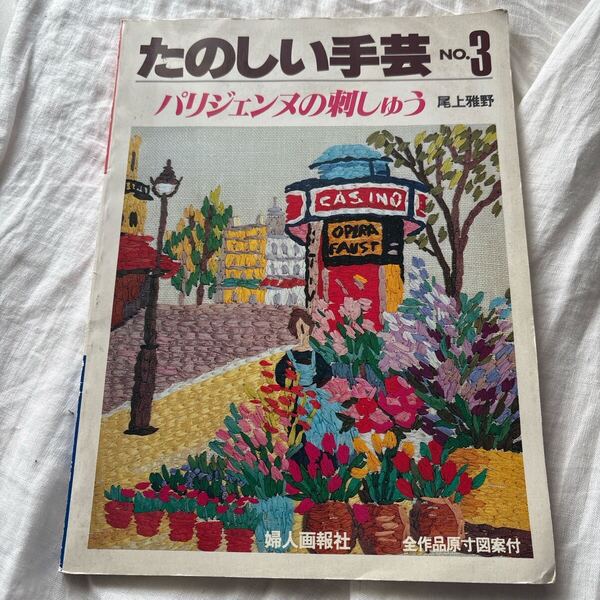 たのしい手芸 NO.3
パリジェンヌの刺しゅう 尾上雅野
CASINO
OPERA
FAUST
婦人画報社 全作品原寸図案付